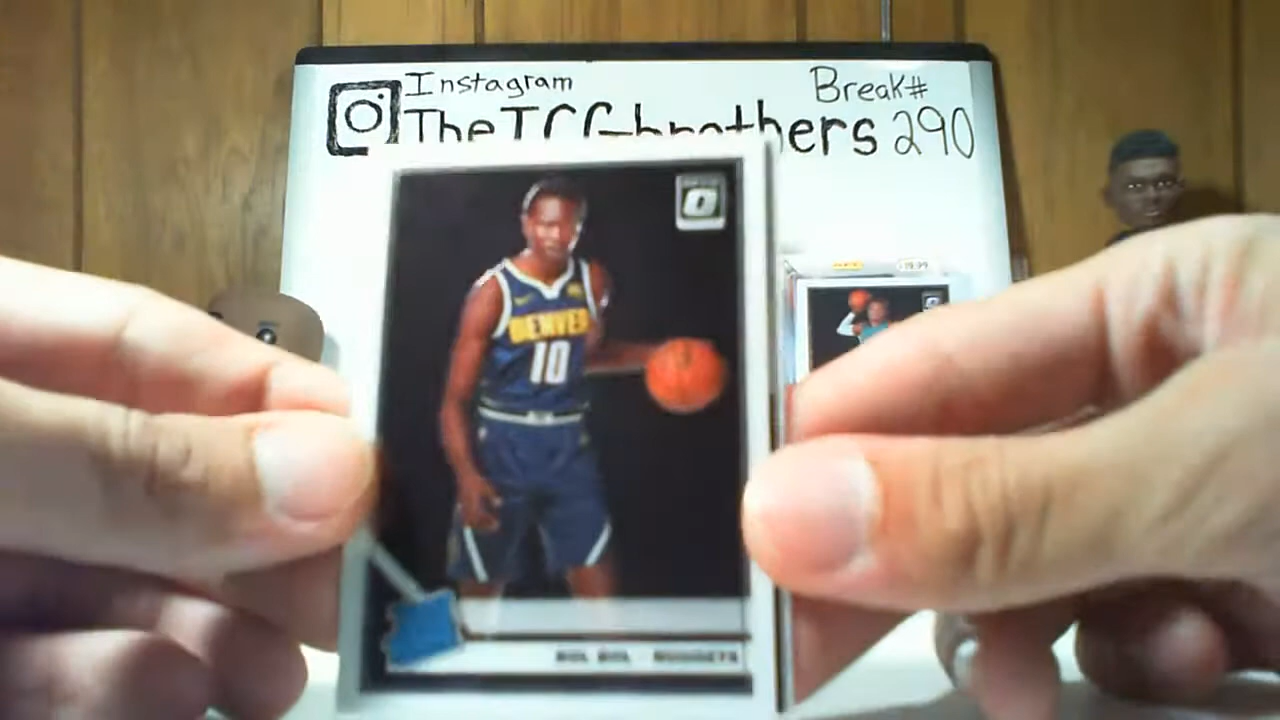 Instagram
Break#
TheTCGbrothers 290
DENVER
10
BOL BOL NUGGETS